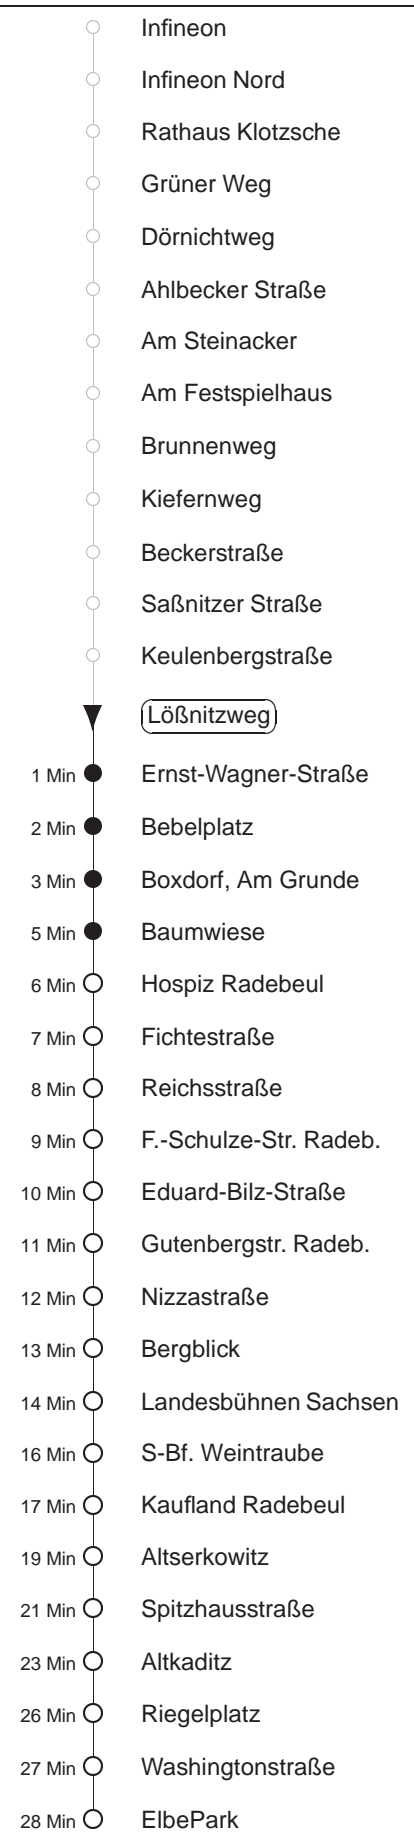 Infineon
Infineon Nord
Rathaus Klotzsche
Grüner Weg
Dörnichtweg
Ahlbecker Straße
Am Steinacker
Am Festspielhaus
Brunnenweg
Kiefernweg
Beckerstraße
Saßnitzer Straße
Keulenbergstraße
Lößnitzweg
1 Min Ernst-Wagner-Straße
2 Min Bebelplatz
3 Min Boxdorf, Am Grunde
5 Min Baumwiese
6 Min Hospiz Radebeul
7 Min Fichtestraße
8 Min Reichsstraße
9 Min F.-Schulze-Str. Radeb.
10 Min Eduard-Bilz-Straße
11 Min Gutenbergstr. Radeb.
12 Min Nizzastraße
13 Min Bergblick
14 Min Landesbühnen Sachsen
16 Min S-Bf. Weintraube
17 Min Kaufland Radebeul
19 Min Altserkowitz
21 Min Spitzhausstraße
23 Min Altkaditz
26 Min Riegelplatz
27 Min Washingtonstraße
28 Min ElbePark